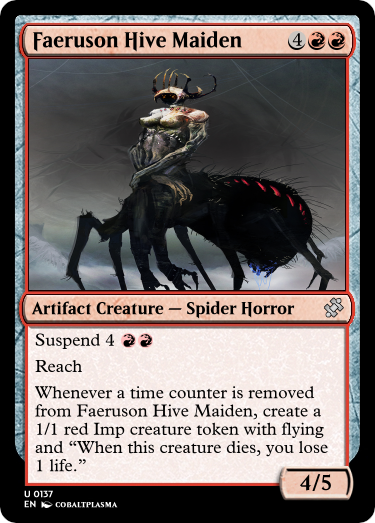 Faeruson Hive Maiden 4
Artifact Creature — Spider Horror
Suspend 4
Reach
Whenever a time counter is removed
from Faeruson Hive Maiden, create a
1/1 red Imp creature token with flying
and “When this creature dies, you lose
1 life.”
4/5
U 0137
EN COBALTPLASMA